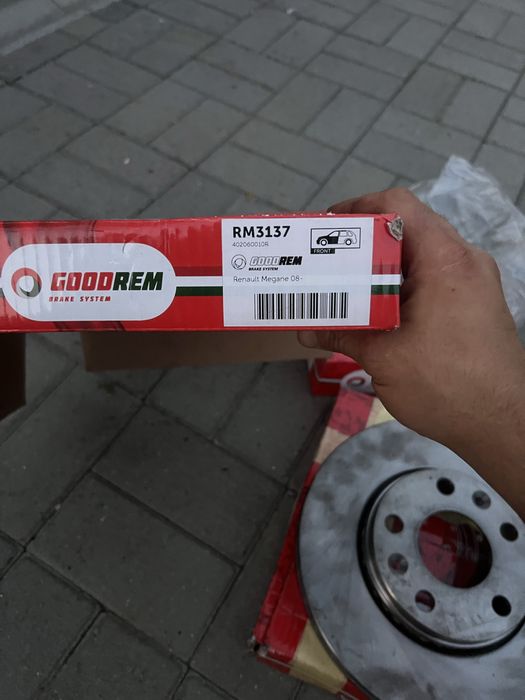 RM3137
402060010R
GOODREM
BRAKE SYSTEM
Renault Megane 08-
FRONT
GOODREM
BRAKE SYSTEM